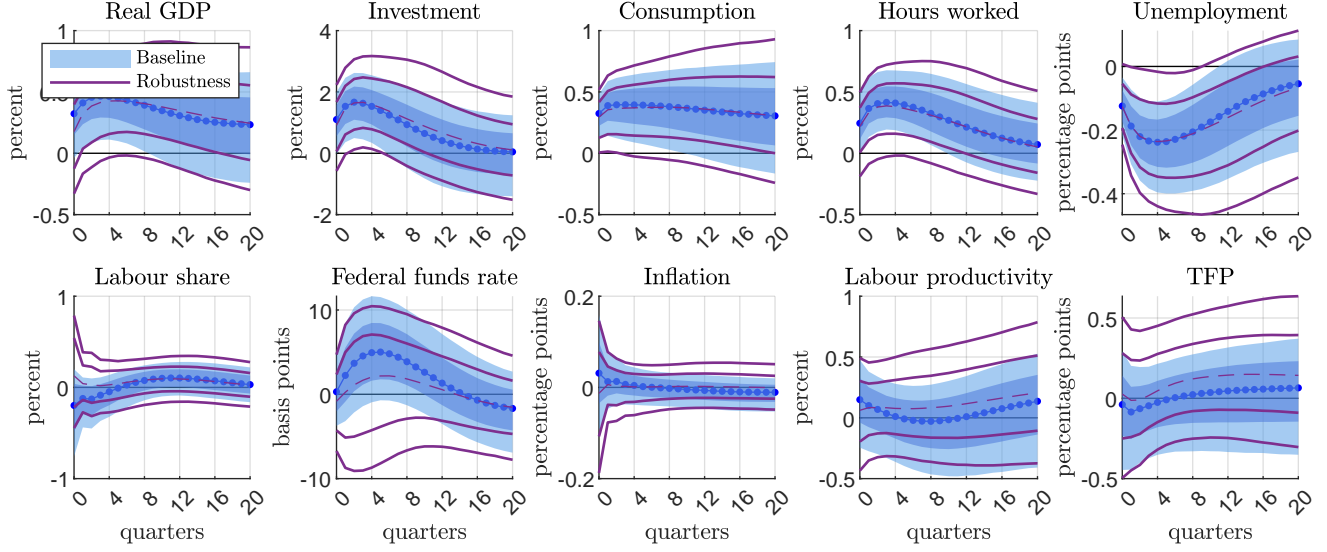 Real GDP
Investment
Consumption
Hours worked
Unemployment
percent
1
0
-0.5
0 4 8 12 16 20
Baseline
Robustness
4
2
0
-2
0 4 8 12 16 20
percent
1
0.5
0
-0.5
0 4 8 12 16 20
percent
1
0.5
0
-0.5
0 4 8 12 16 20
percentage points
0
-0.2
-0.4
0 4 8 12 16 20
Labour share
Federal funds rate
Inflation
Labour productivity
TFP
percent
1
0
-1
0 4 8 12 16 20
quarters
basis points
10
0
-10
0 4 8 12 16 20
quarters
percentage points
0.2
0
-0.2
0 4 8 12 16 20
quarters
percent
1
0.5
0
-0.5
0 4 8 12 16 20
quarters
percentage points
0.5
0
-0.5
0 4 8 12 16 20
quarters